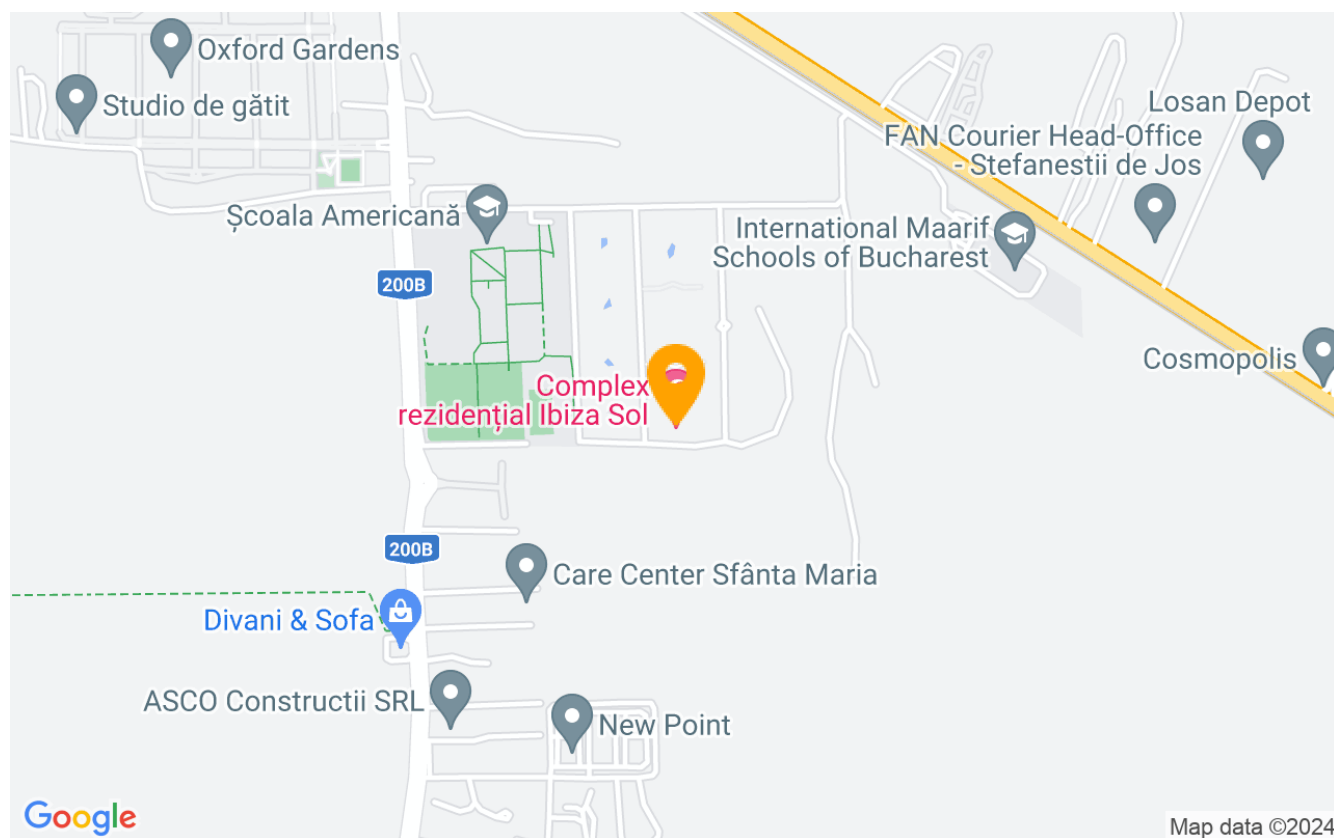 Oxford Gardens
Studio de gătit
Losan Depot
FAN Courier Head-Office
- Stefanestii de Jos
Școala Americană
International Maarif
Schools of Bucharest
200B
Cosmopolis
Complex
rezidențial Ibiza Sol
200B
Care Center Sfânta Maria
Divani & Sofa
ASCO Constructii SRL
New Point
Google
Map data ©2024